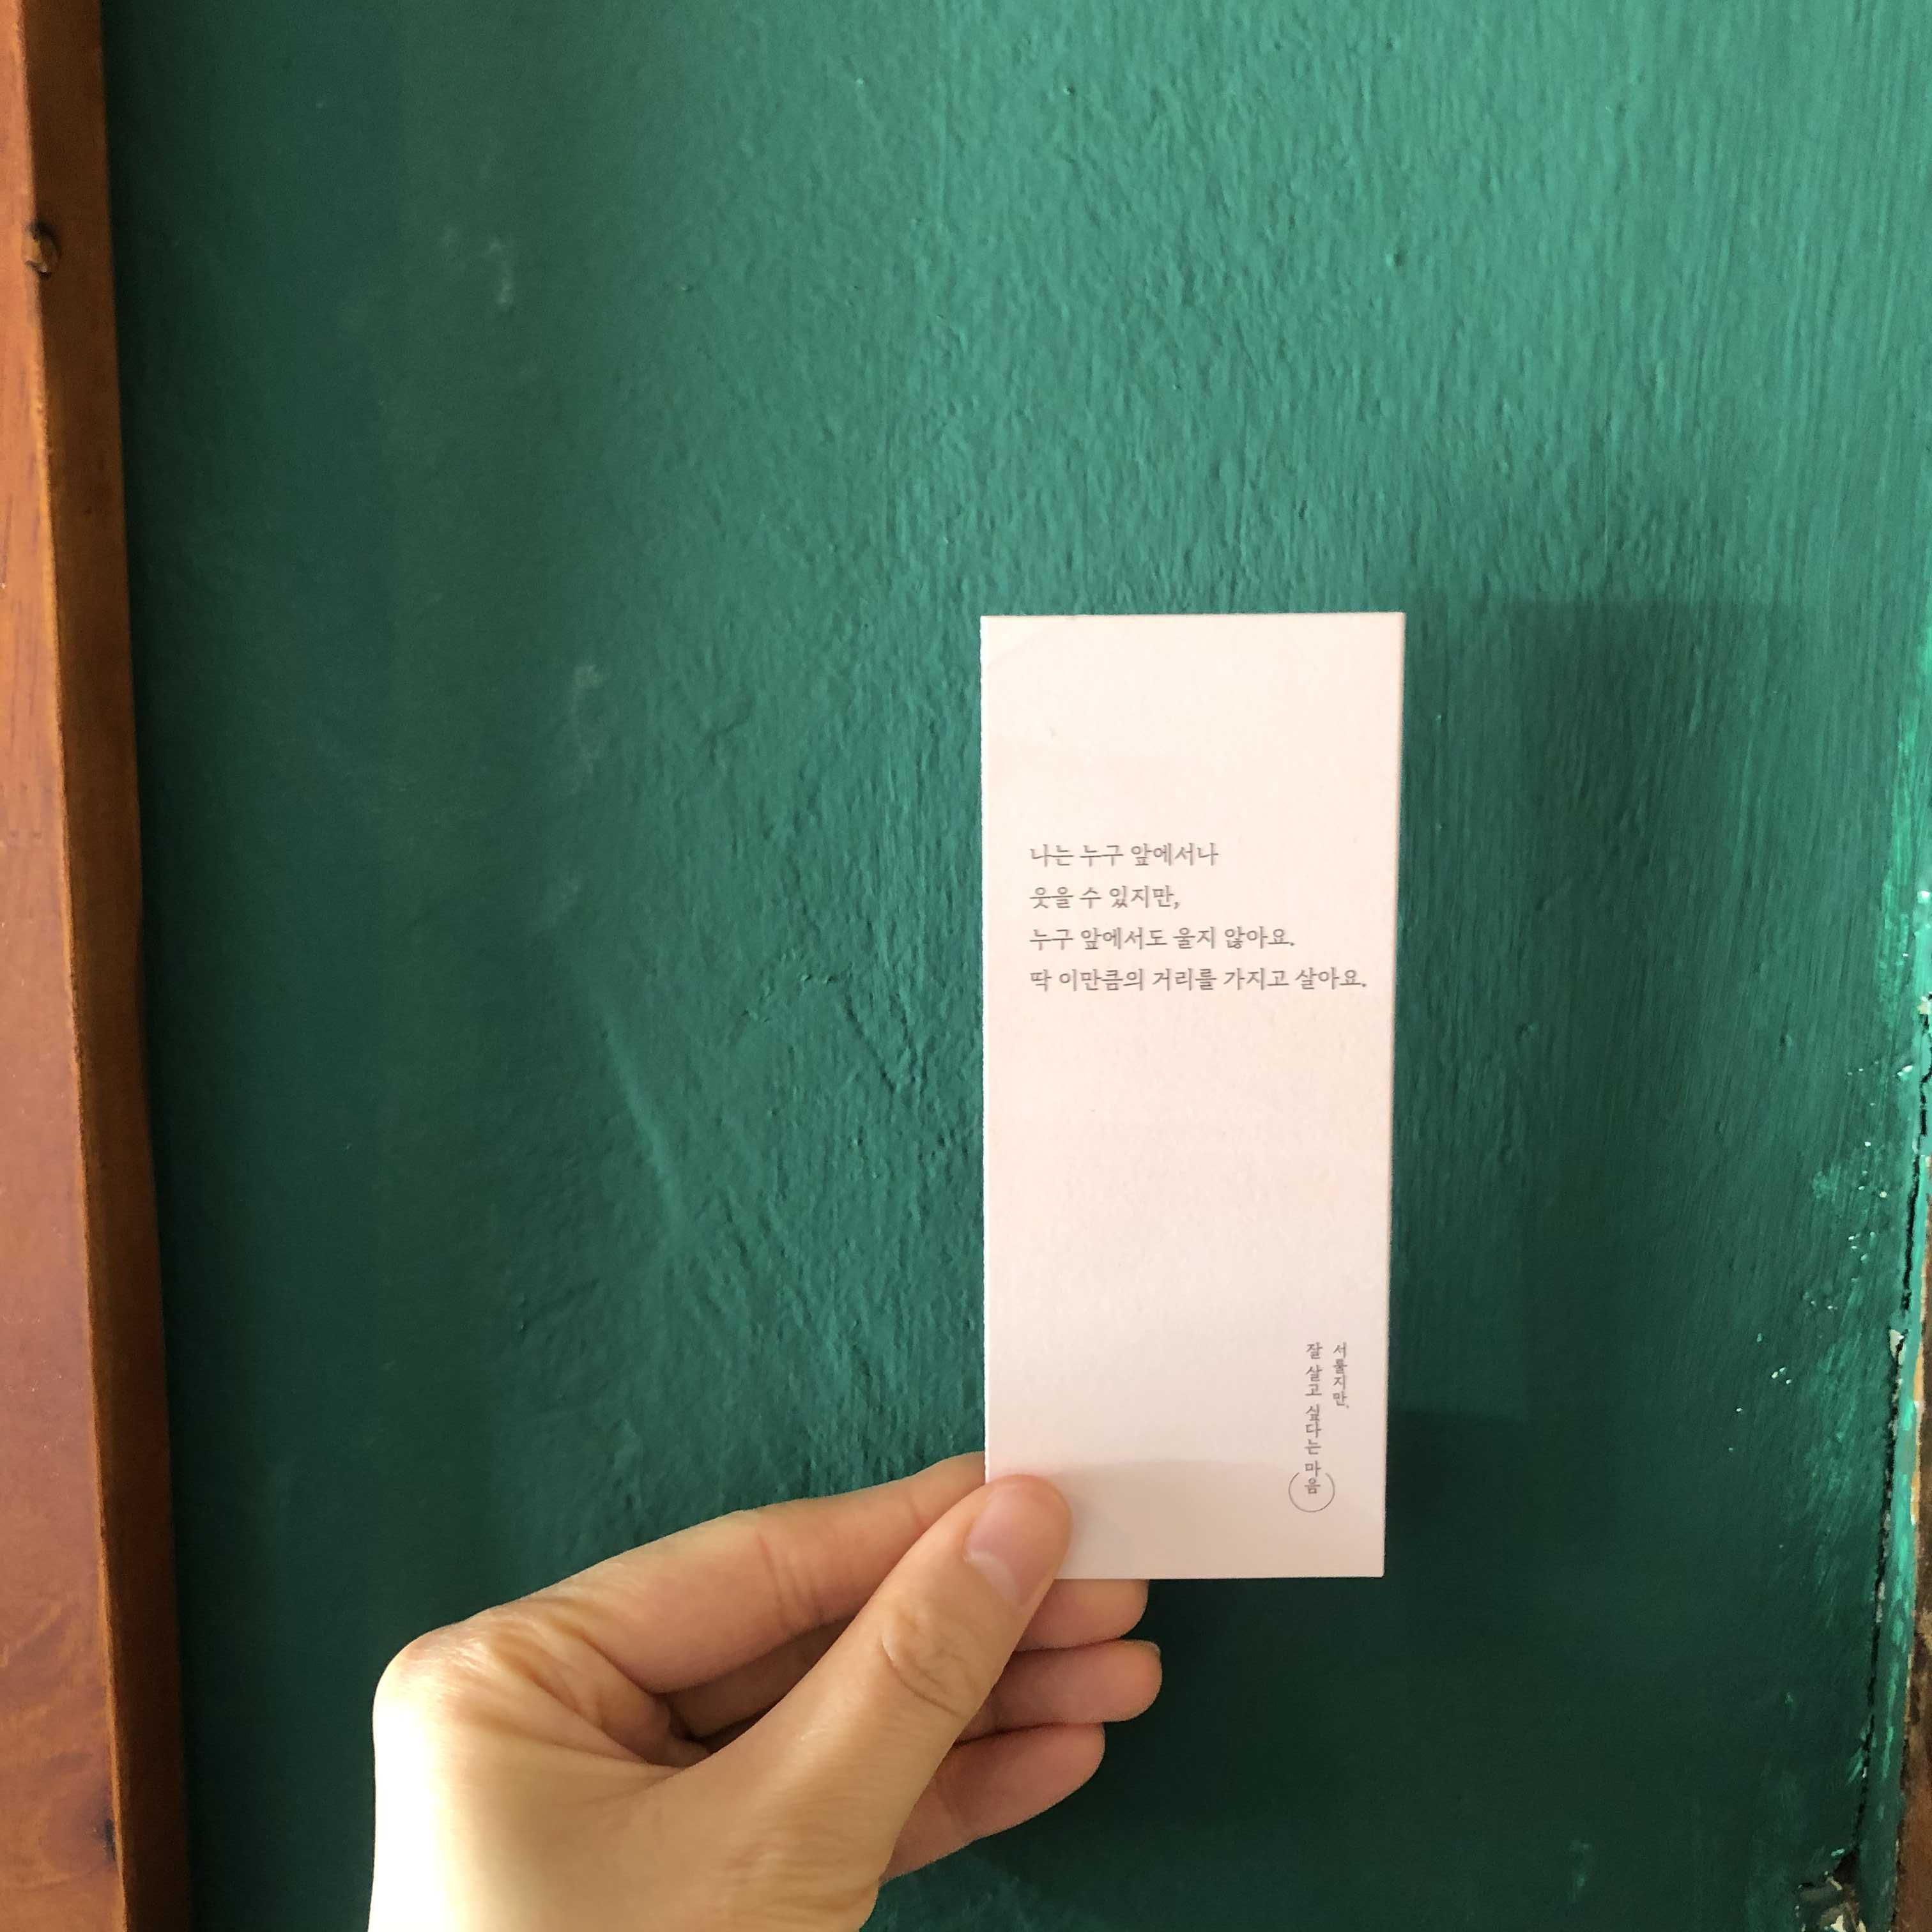 나는 누구 앞에서나
웃을 수 있지만,
누구 앞에서도 울지 않아요.
딱 이만큼의 거리를 가지고 살아요.
서툴지만,
잘 살고 싶다는 마음